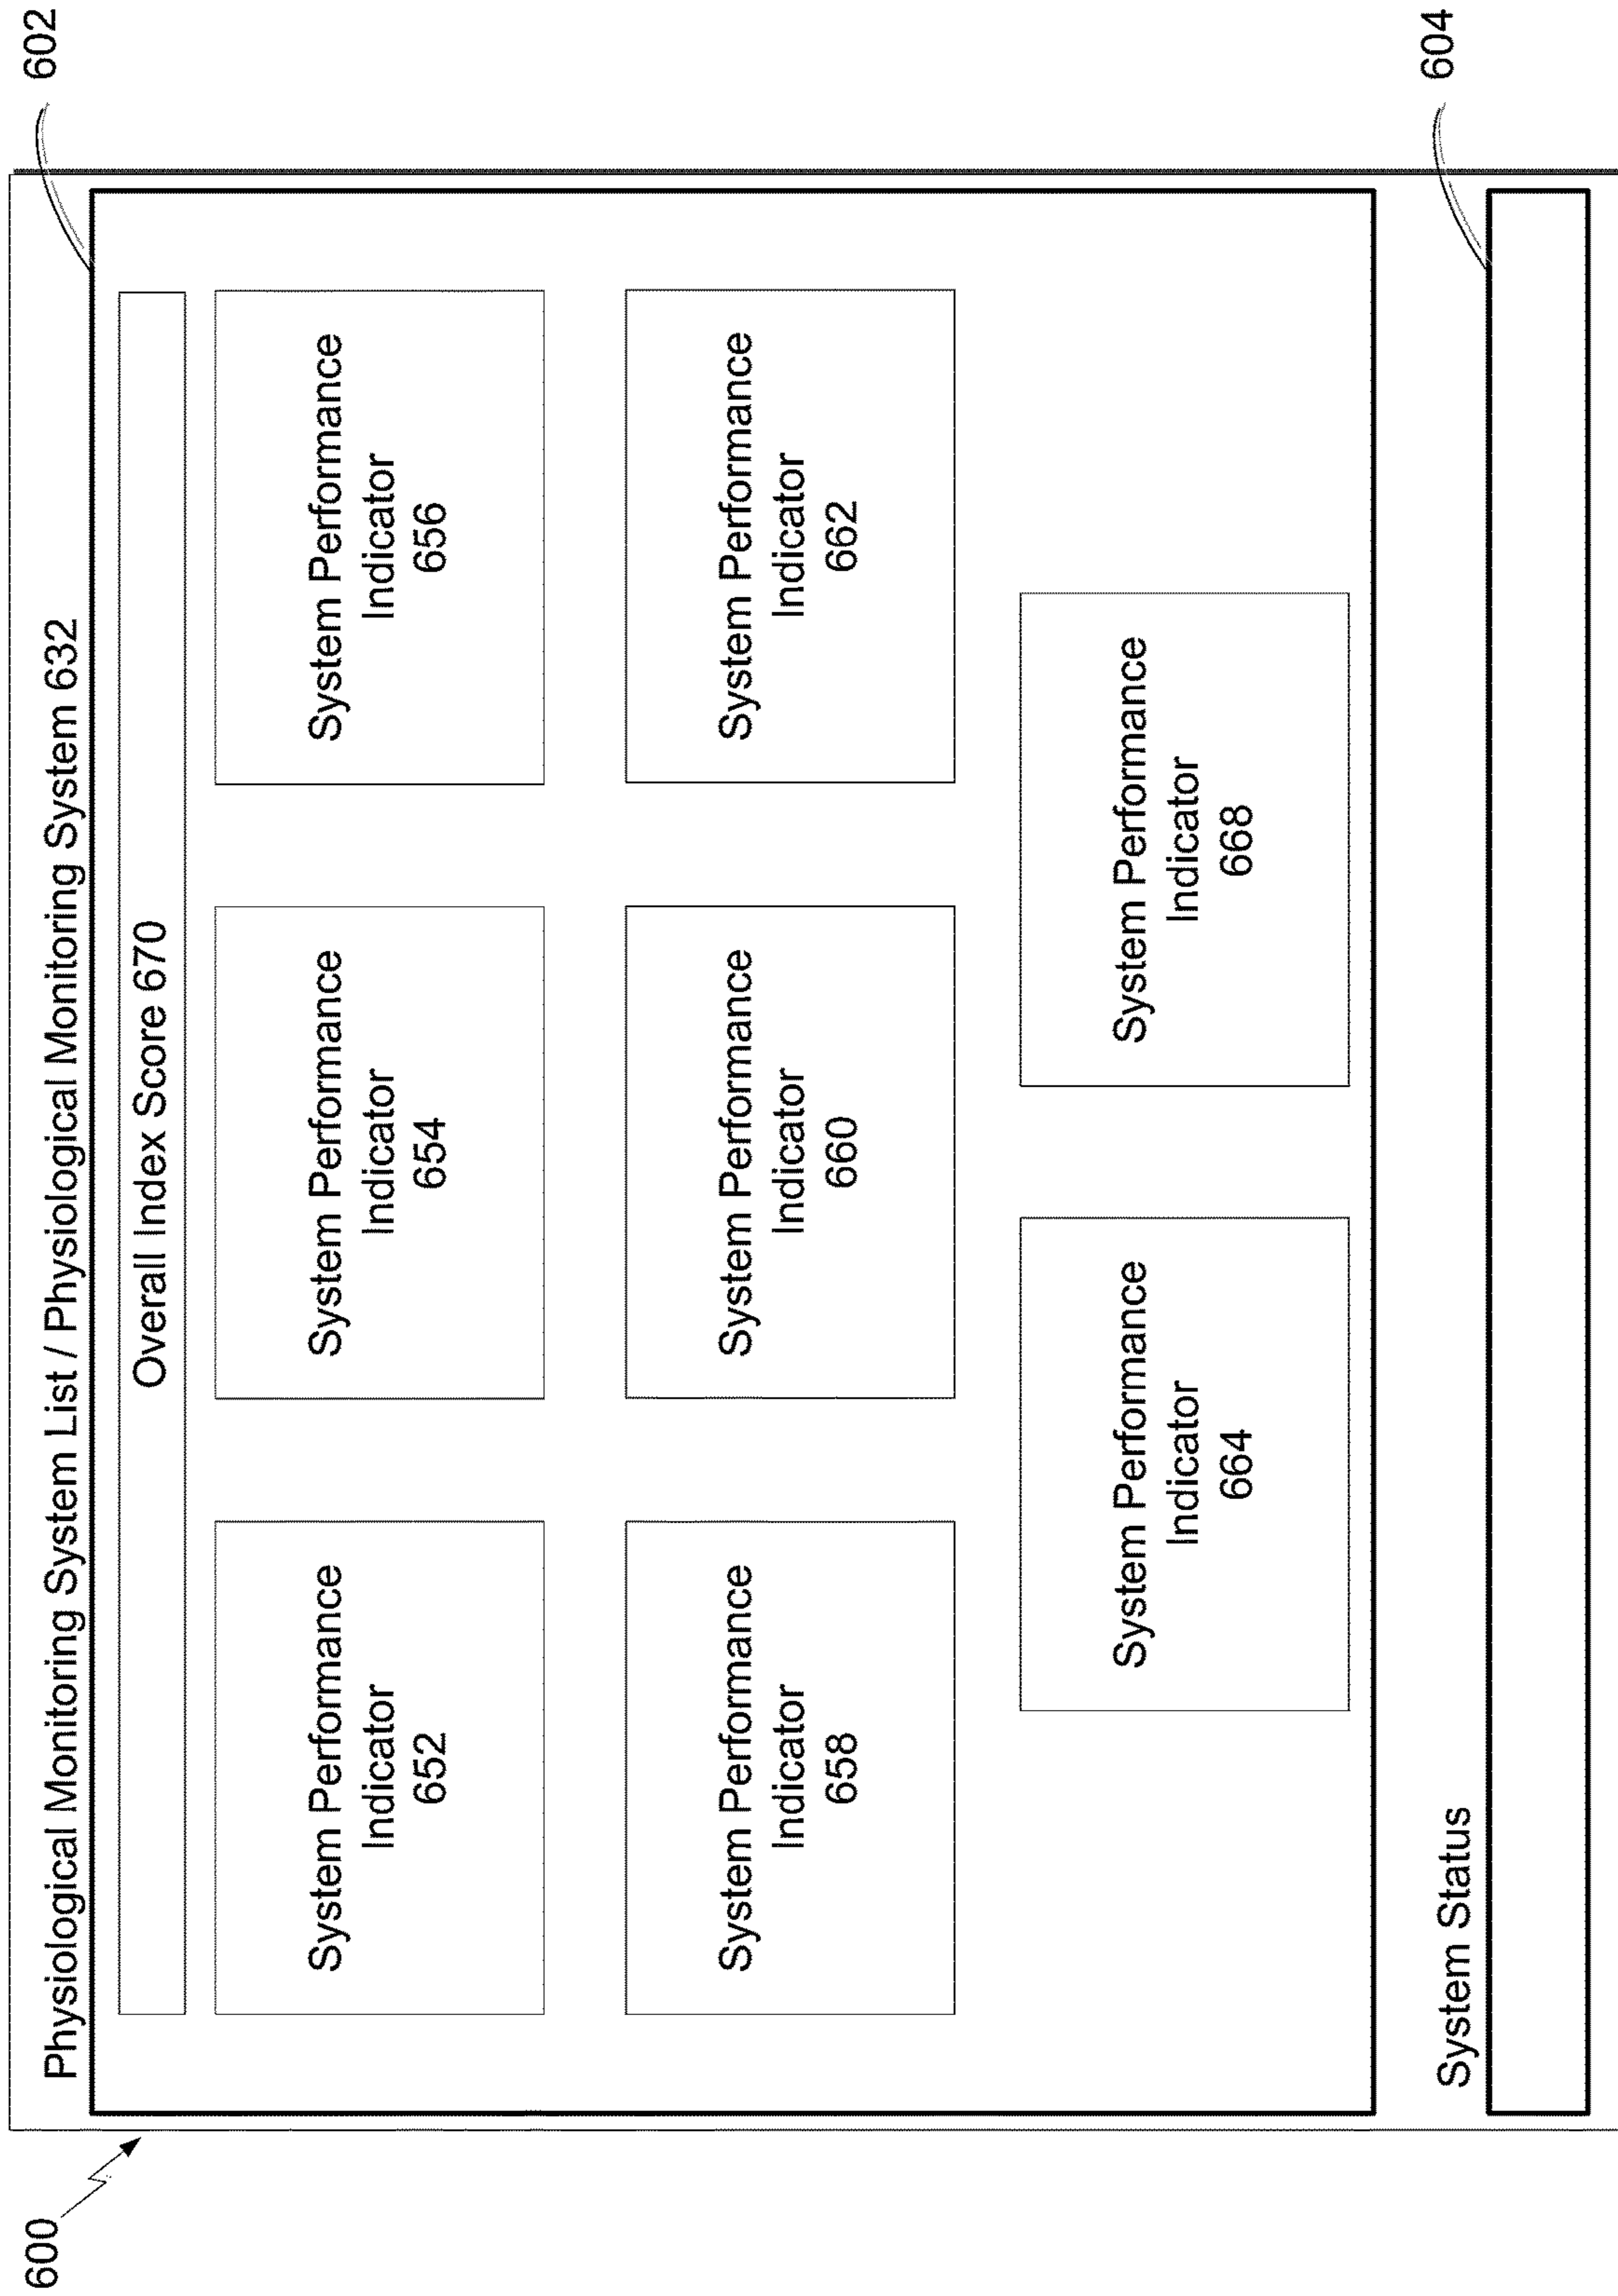 600
602
Physiological Monitoring System List / Physiological Monitoring System 632
Overall Index Score 670
System Performance
Indicator
652
System Performance
Indicator
654
System Performance
Indicator
656
System Performance
Indicator
658
System Performance
Indicator
660
System Performance
Indicator
662
System Performance
Indicator
664
System Performance
Indicator
668
System Status
604